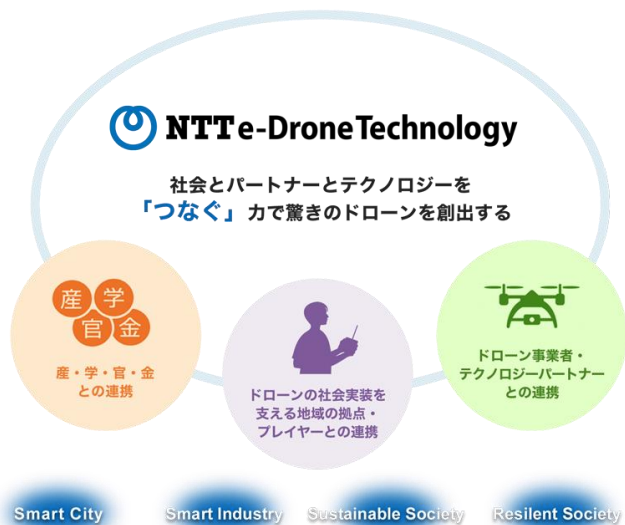 NTT e-Drone Technology
社会とパートナーとテクノロジーを
「つなぐ」力で驚きのドローンを創出する
産学
官金
産・学・官・金
との連携
ドローンの社会実装を
支える地域の拠点・
プレイヤーとの連携
ドローン事業者・
テクノロジーパートナー
との連携
Smart City Smart Industry Sustainable Society Resilent Society